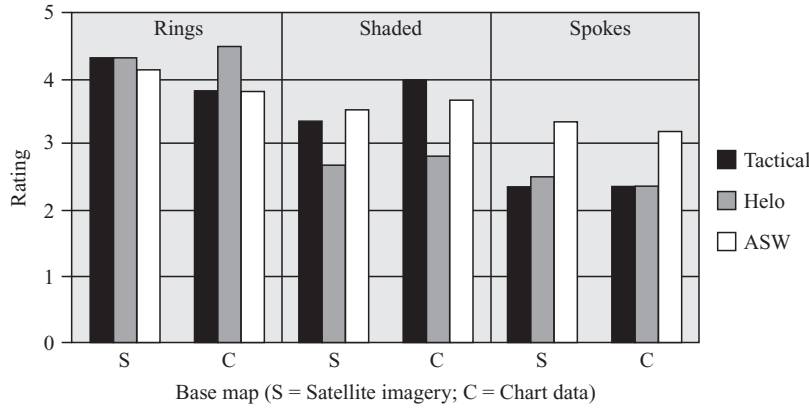 Rings Shaded Spokes
5
4
3
2
1
0
Rating
S C S C S C
Base map (S = Satellite imagery; C = Chart data)
Tactical
Helo
ASW